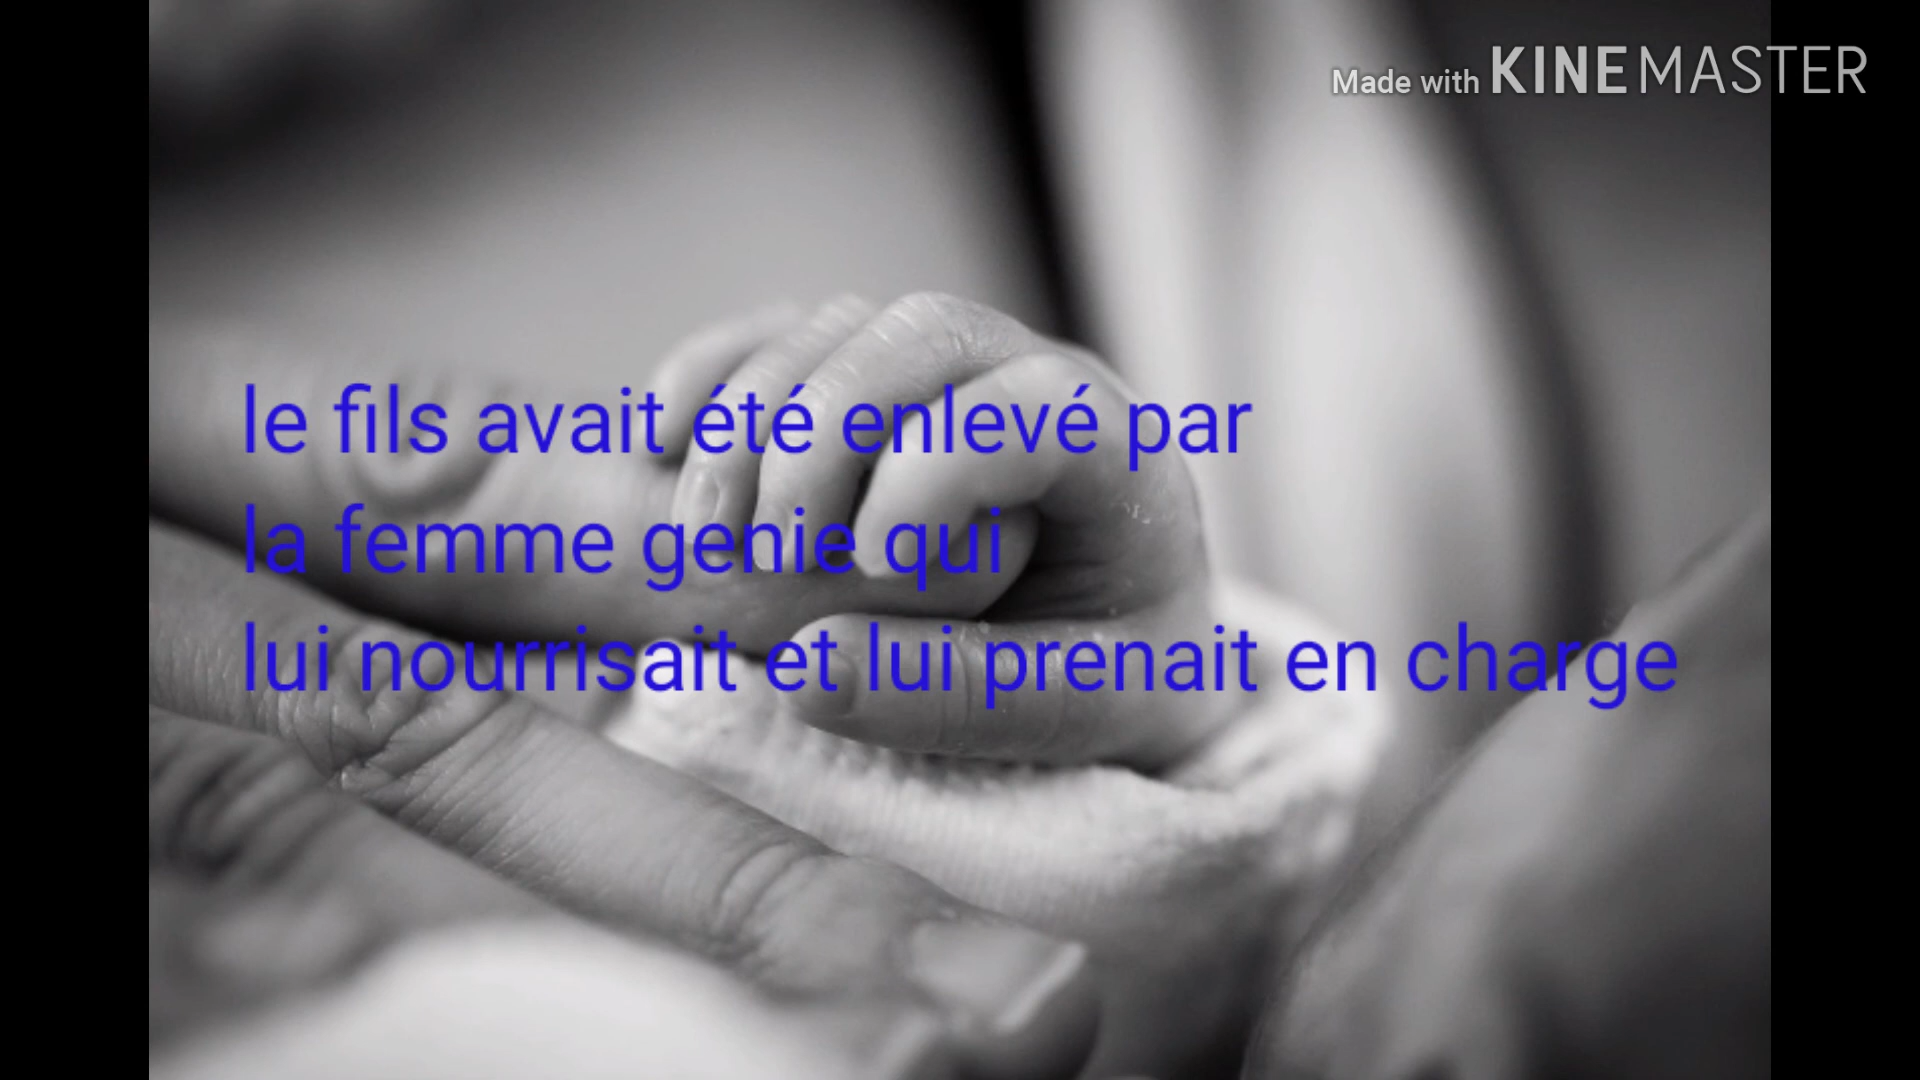 Made with KINEMASTER
le fils avait été enlevé par
la femme genie qui
lui nourrisait et lui prenait en charge